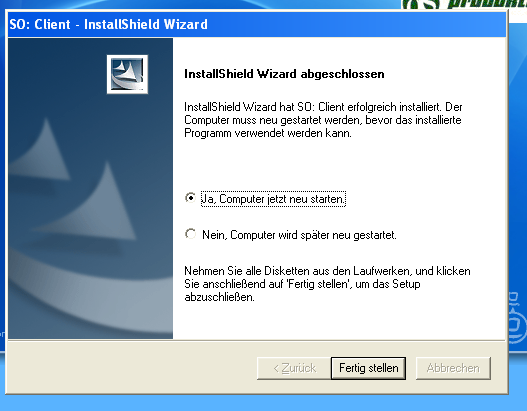 SO: Client - InstallShield Wizard
InstallShield Wizard abgeschlossen
InstallShield Wizard hat SO: Client erfolgreich installiert. Der
Computer muss neu gestartet werden, bevor das installierte
Programm verwendet werden kann.
Ja, Computer jetzt neu starten.
Nein, Computer wird später neu gestartet.
Nehmen Sie alle Disketten aus den Laufwerken, und klicken
Sie anschließend auf 'Fertig stellen', um das Setup
abzuschließen.
< Zurück
Fertig stellen
Abbrechen